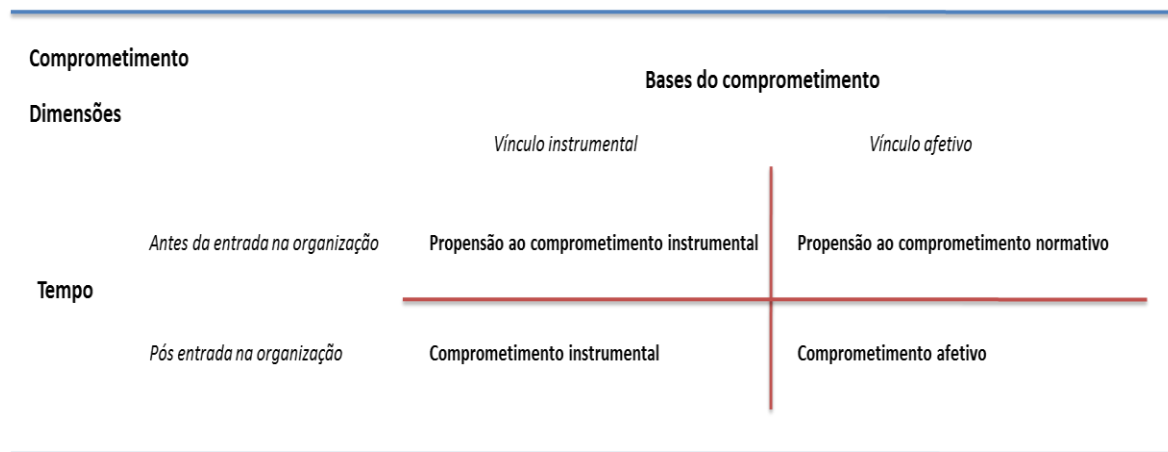 Comprometimento
Bases do comprometimento
Dimensões
Vínculo instrumental Vínculo afetivo
Antes da entrada na organização Propensão ao comprometimento instrumental Propensão ao comprometimento normativo
Tempo
Pós entrada na organização Comprometimento instrumental Comprometimento afetivo